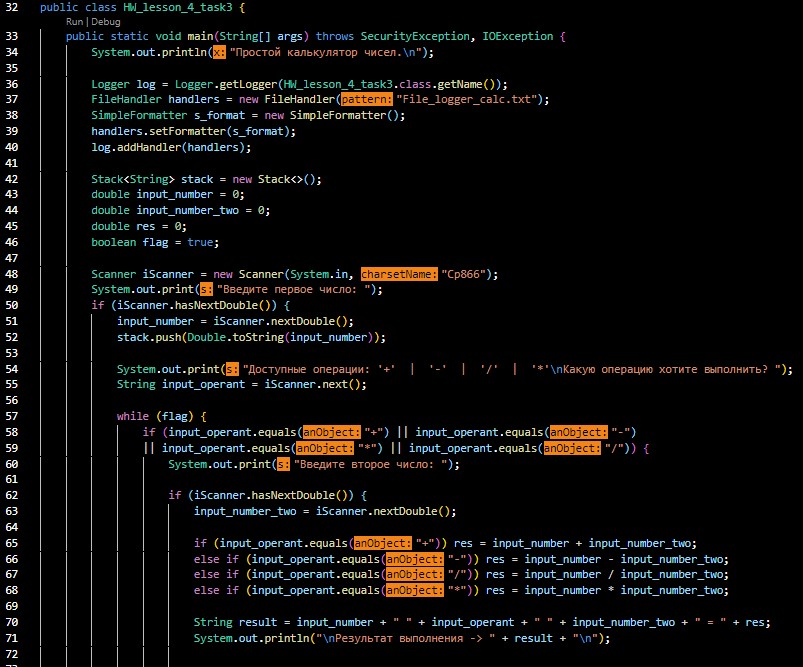 32 public class HW_lesson_4_task3 {
Run | Debug
33 public static void main(String[] args) throws SecurityException, IOException {
34 System.out.println(x: "Простой калькулятор чисел.\n");
35
36 Logger log = Logger.getLogger(HW_lesson_4_task3.class.getName());
37 FileHandler handlers = new FileHandler(pattern: "File_logger_calc.txt");
38 SimpleFormatter s_format = new SimpleFormatter();
39 handlers.setFormatter(s_format);
40 log.addHandler(handlers);
41
42 Stack<String> stack = new Stack<>();
43 double input_number = 0;
44 double input_number_two = 0;
45 double res = 0;
46 boolean flag = true;
47
48 Scanner iScanner = new Scanner(System.in, charsetName: "Cp866");
49 System.out.print(s: "Введите первое число: ");
50 if (iScanner.hasNextDouble()) {
51 input_number = iScanner.nextDouble();
52 stack.push(Double.toString(input_number));
53
54 System.out.print(s: "Доступные операции: '+' | '-' | '/' | '*'\nКакую операцию хотите выполнить? ");
55 String input_operant = iScanner.next();
56
57 while (flag) {
58 if (input_operant.equals(anObject: "+") || input_operant.equals(anObject: "-")
59 || input_operant.equals(anObject: "*") || input_operant.equals(anObject: "/")) {
60 System.out.print(s: "Введите второе число: ");
61
62 if (iScanner.hasNextDouble()) {
63 input_number_two = iScanner.nextDouble();
64
65 if (input_operant.equals(anObject: "+")) res = input_number + input_number_two;
66 else if (input_operant.equals(anObject: "-")) res = input_number - input_number_two;
67 else if (input_operant.equals(anObject: "/")) res = input_number / input_number_two;
68 else if (input_operant.equals(anObject: "*")) res = input_number * input_number_two;
69
70 String result = input_number + " " + input_operant + " " + input_number_two + " = " + res;
71 System.out.println("\nРезультат выполнения -> " + result + "\n");
72